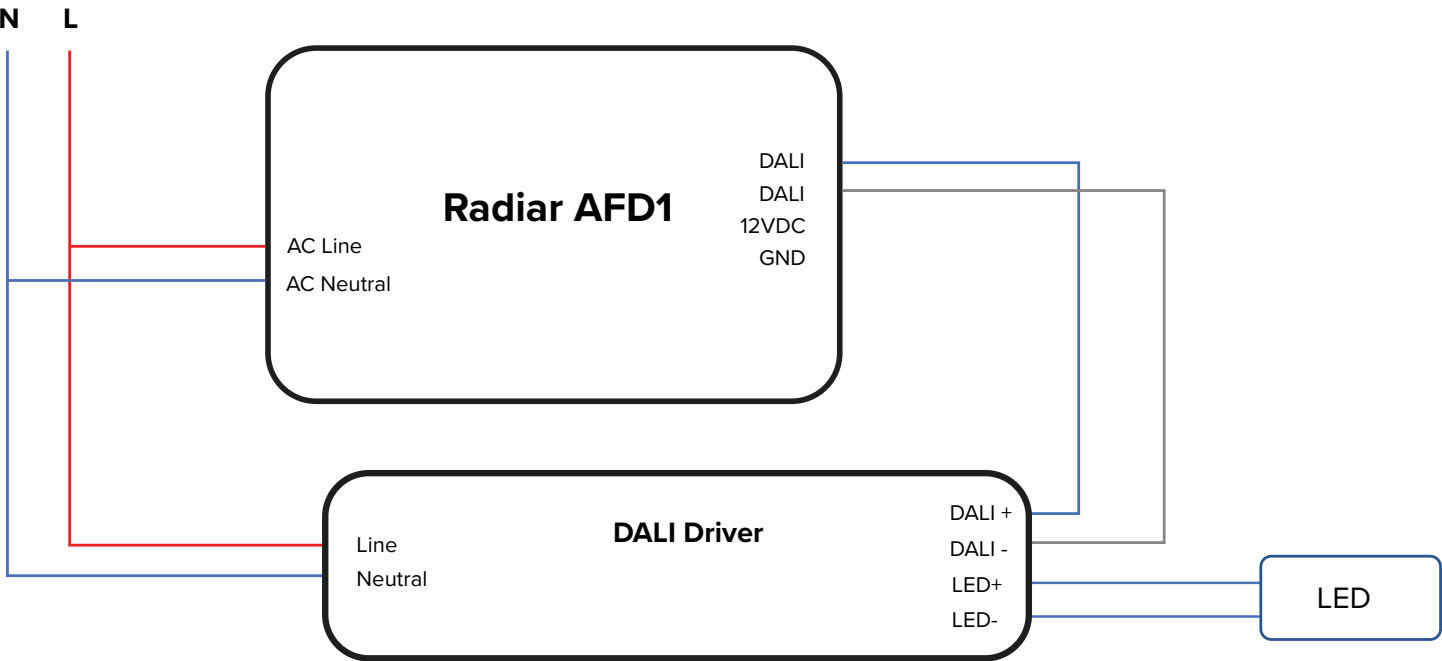 N L
DALI
DALI
Radiar AFD1
12VDC
AC Line
GND
AC Neutral
DALI +
DALI Driver
Line
DALI -
Neutral
LED+
LED
LED-